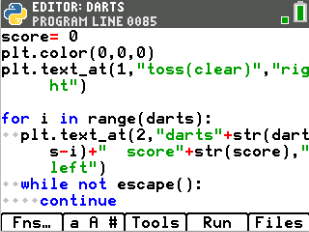 EDITOR: DARTS
PROGRAM LINE 0085
score= 0
plt.color(0,0,0)
plt.text_at(1,"toss(clear)","rig
ht")
for i in range(darts):
plt.text_at(2,"darts"+str(dart
s-i)+"  score"+str(score),"
left")
while not escape():
continue
Fns… a A # Tools Run Files